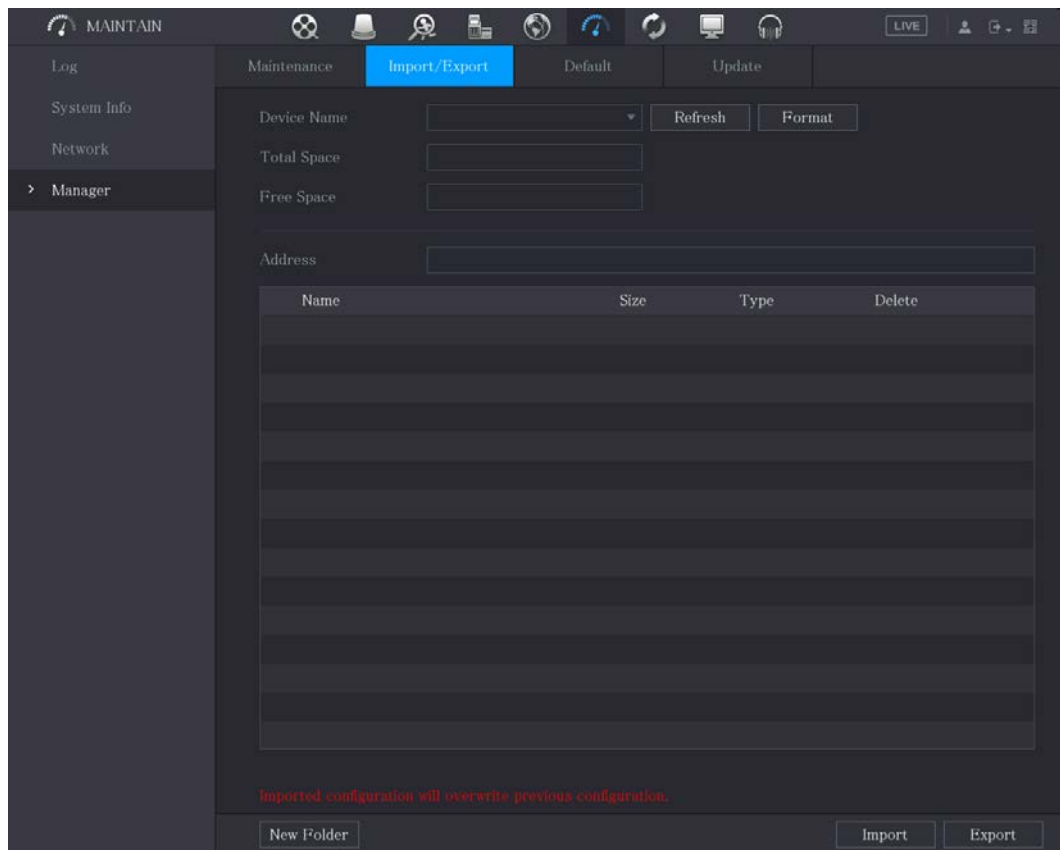 MAINTAIN
LIVE
Log
System Info
Network
Manager
Maintenance Import/Export Default Update
Device Name Refresh Format
Total Space
Free Space
Address
Name Size Type Delete
Imported configuration will overwrite previous configuration.
New Folder Import Export